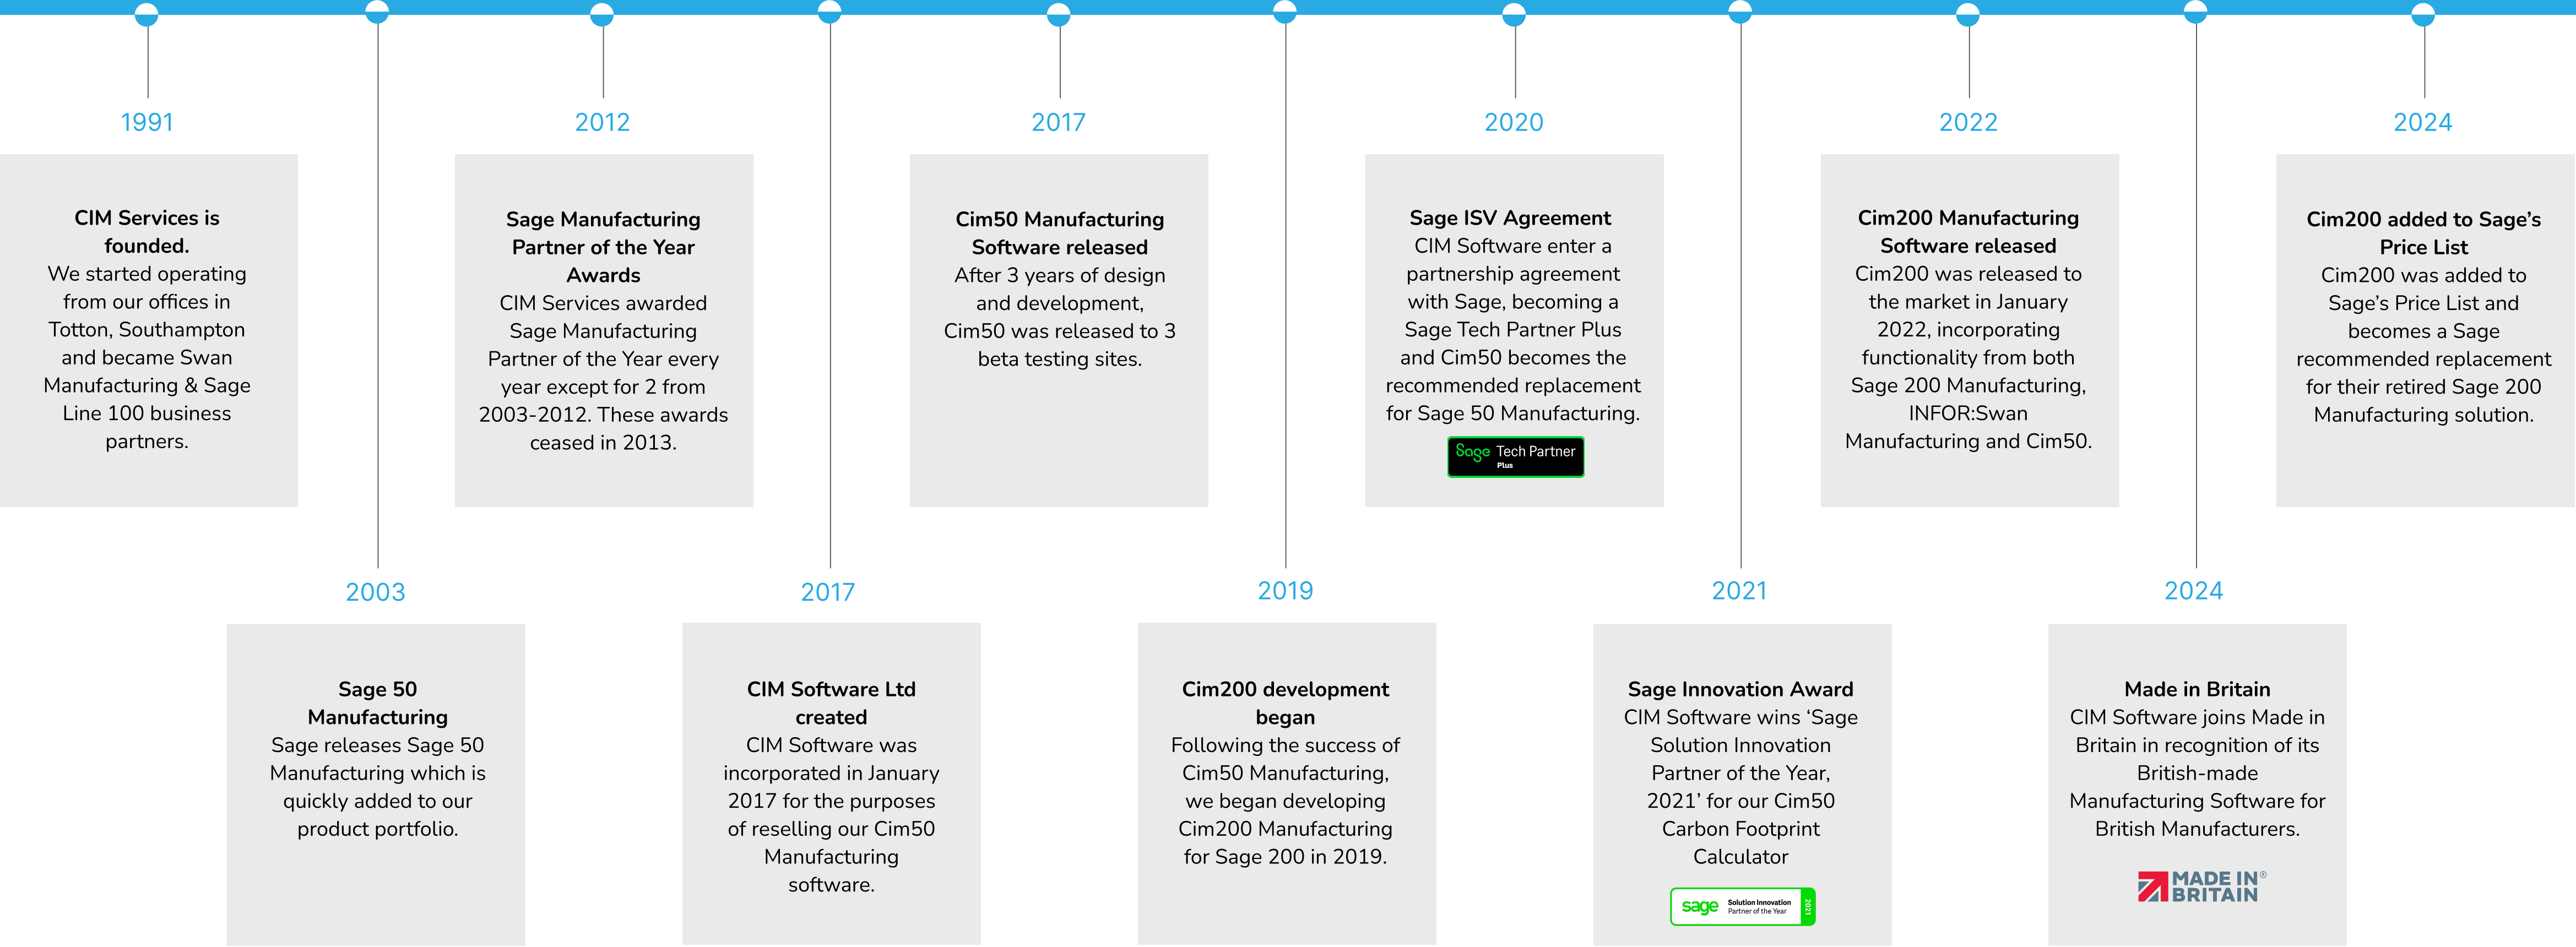 1991
CIM Services is
founded.
We started operating
from our offices in
Totton, Southampton
and became Swan
Manufacturing & Sage
Line 100 business
partners.
2003
Sage 50
Manufacturing
Sage releases Sage 50
Manufacturing which is
quickly added to our
product portfolio.
2012
Sage Manufacturing
Partner of the Year
Awards
CIM Services awarded
Sage Manufacturing
Partner of the Year every
year except for 2 from
2003-2012. These awards
ceased in 2013.
2017
CIM Software Ltd
created
CIM Software was
incorporated in January
2017 for the purposes
of reselling our Cim50
Manufacturing
software.
2017
Cim50 Manufacturing
Software released
After 3 years of design
and development,
Cim50 was released to 3
beta testing sites.
2019
Cim200 development
began
Following the success of
Cim50 Manufacturing,
we began developing
Cim200 Manufacturing
for Sage 200 in 2019.
2020
Sage ISV Agreement
CIM Software enter a
partnership agreement
with Sage, becoming a
Sage Tech Partner Plus
and Cim50 becomes the
recommended replacement
for Sage 50 Manufacturing.
Sage Tech Partner
Plus
2021
Sage Innovation Award
CIM Software wins ‘Sage
Solution Innovation
Partner of the Year,
2021’ for our Cim50
Carbon Footprint
Calculator
sage Solution Innovation
Partner of the Year
2021
2022
Cim200 Manufacturing
Software released
Cim200 was released to
the market in January
2022, incorporating
functionality from both
Sage 200 Manufacturing,
INFOR:Swan
Manufacturing and Cim50.
2024
Made in Britain
CIM Software joins Made in
Britain in recognition of its
British-made
Manufacturing Software for
British Manufacturers.
MADE IN®
BRITAIN
2024
Cim200 added to Sage’s
Price List
Cim200 was added to
Sage’s Price List and
becomes a Sage
recommended replacement
for their retired Sage 200
Manufacturing solution.